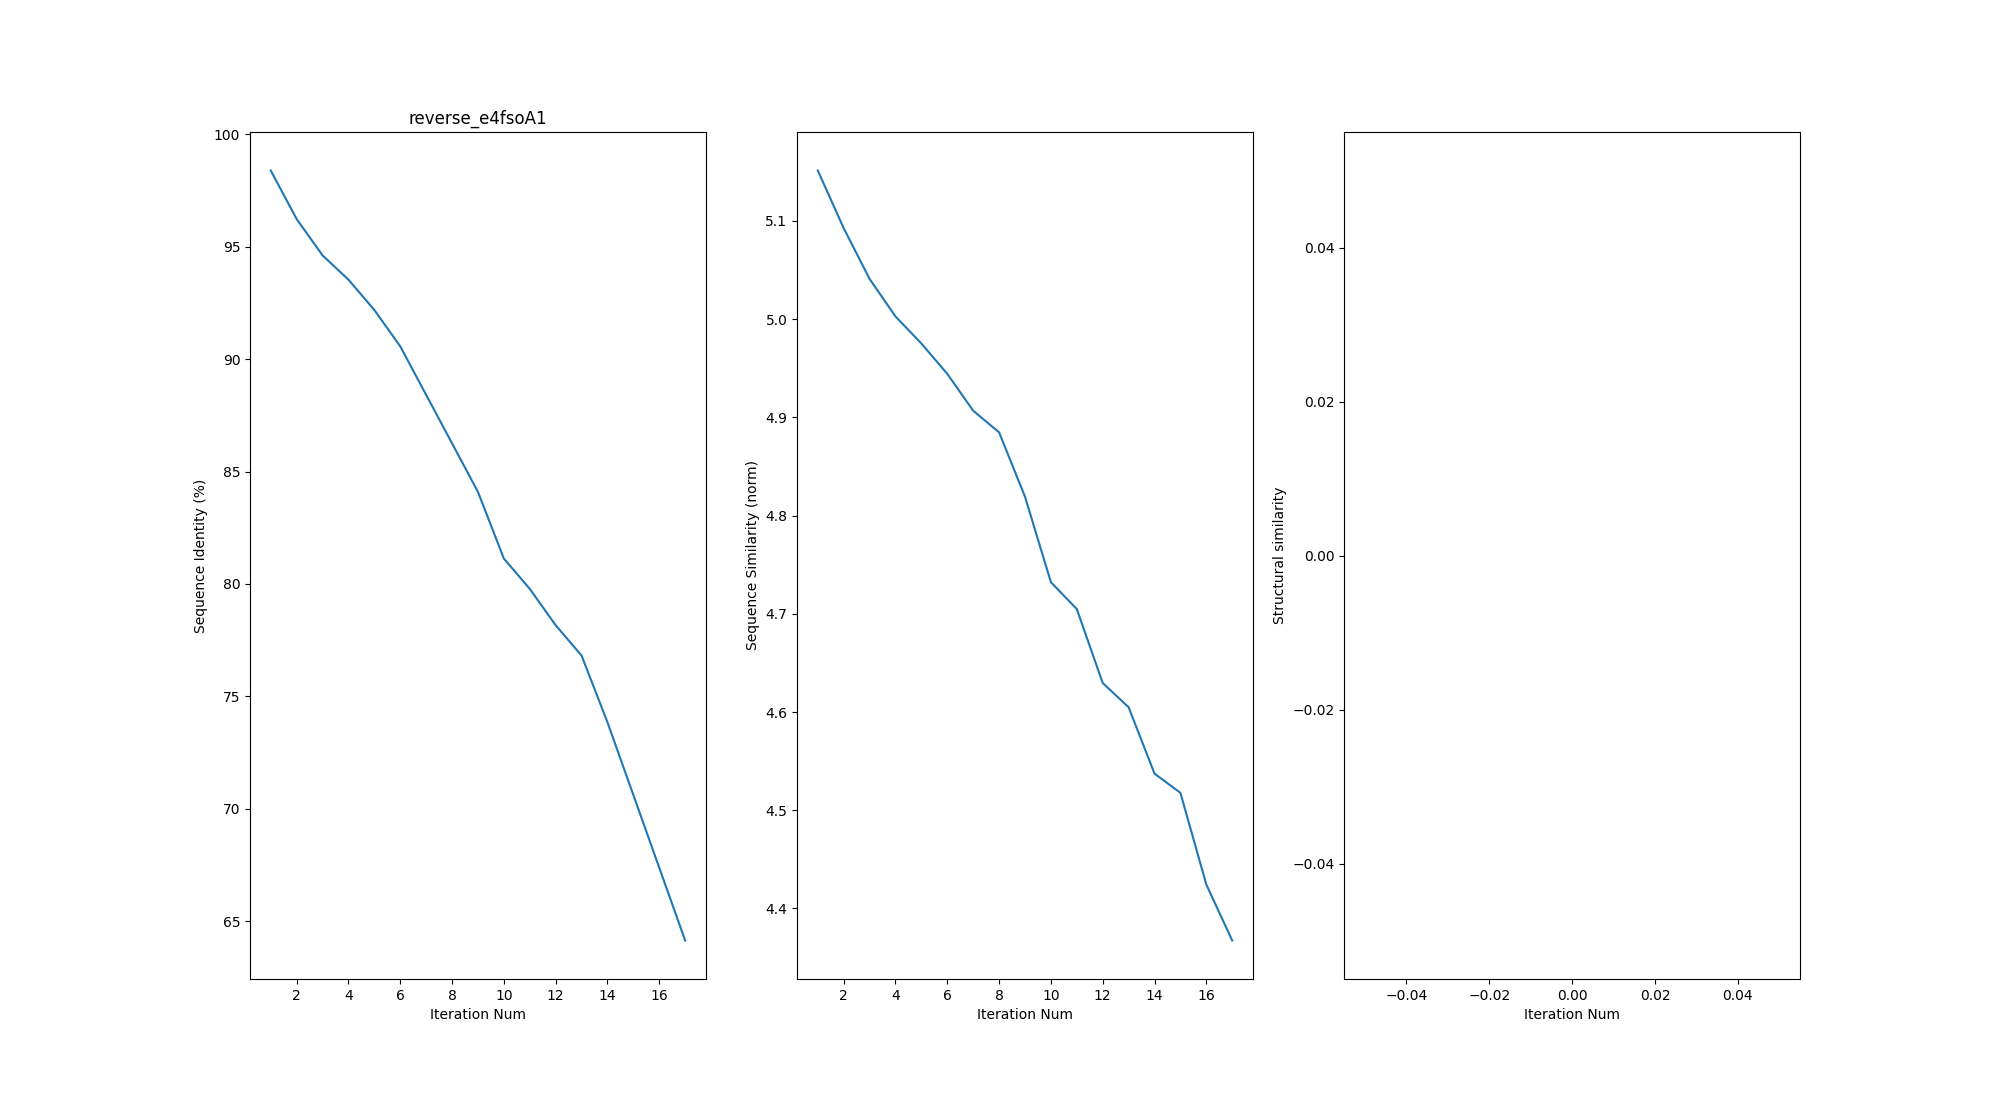 reverse_e4fsoA1
100
95
90
85
80
75
70
65
Sequence Identity (%)
2 4 6 8 10 12 14 16
Iteration Num
5.1
5.0
4.9
4.8
4.7
4.6
4.5
4.4
Sequence Similarity (norm)
2 4 6 8 10 12 14 16
Iteration Num
0.04
0.02
0.00
−0.02
−0.04
Structural similarity
−0.04 −0.02 0.00 0.02 0.04
Iteration Num